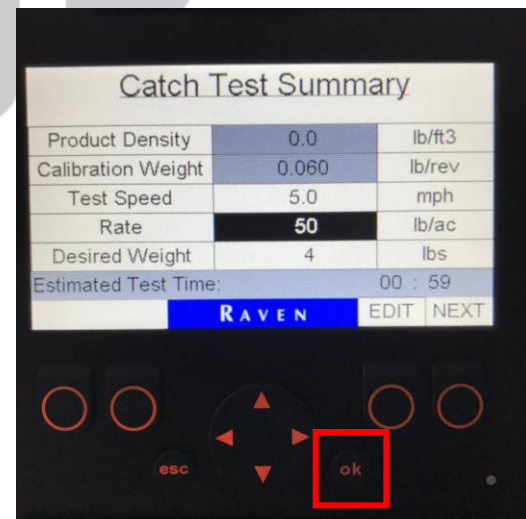 Catch Test Summary
Product Density 0.0 lb/ft3
Calibration Weight 0.060 lb/rev
Test Speed 5.0 mph
Rate 50 lb/ac
Desired Weight 4 lbs
Estimated Test Time: 00 : 59
RAVEN EDIT NEXT
esc ok